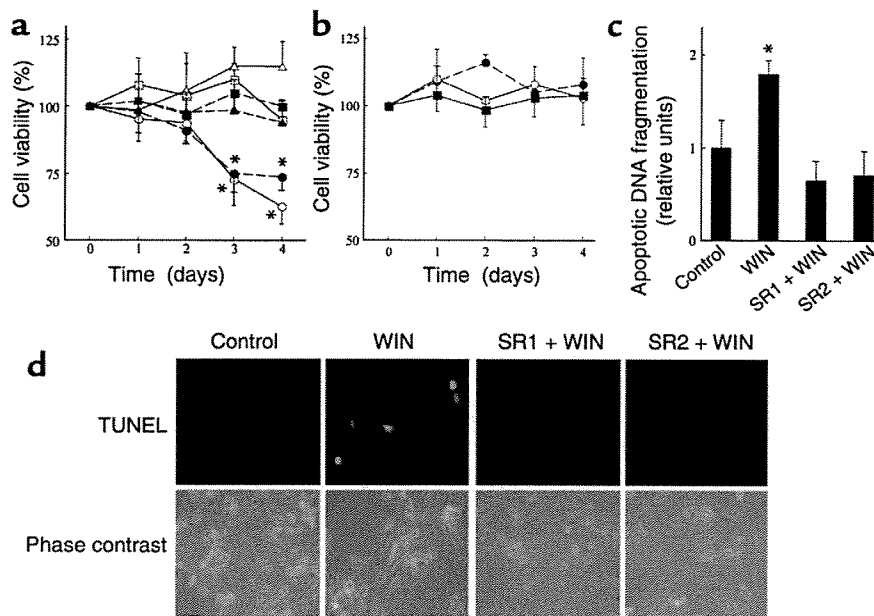 a
125
100
75
50
Cell viability (%)
0 1 2 3 4
Time (days)
*
*
*
*
b
125
100
75
50
Cell viability (%)
0 1 2 3 4
Time (days)
c
2
1
0
Apoptotic DNA fragmentation
(relative units)
*
Control
WIN
SR1 + WIN
SR2 + WIN
d
Control WIN SR1 + WIN SR2 + WIN
TUNEL
Phase contrast